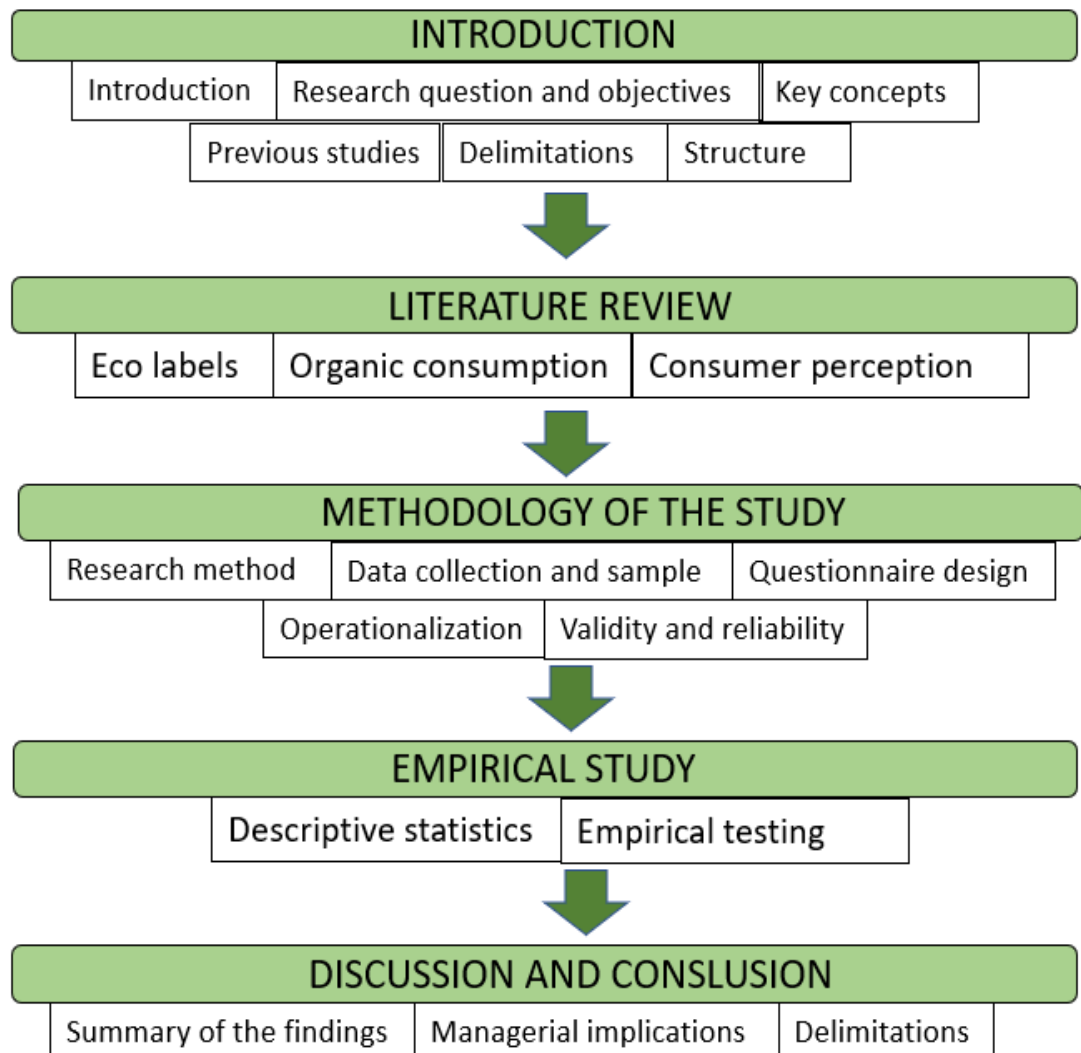 INTRODUCTION
Introduction Research question and objectives Key concepts
Previous studies Delimitations Structure
LITERATURE REVIEW
Eco labels Organic consumption Consumer perception
METHODOLOGY OF THE STUDY
Research method Data collection and sample Questionnaire design
Operationalization Validity and reliability
EMPIRICAL STUDY
Descriptive statistics Empirical testing
DISCUSSION AND CONSLUSION
Summary of the findings Managerial implications Delimitations